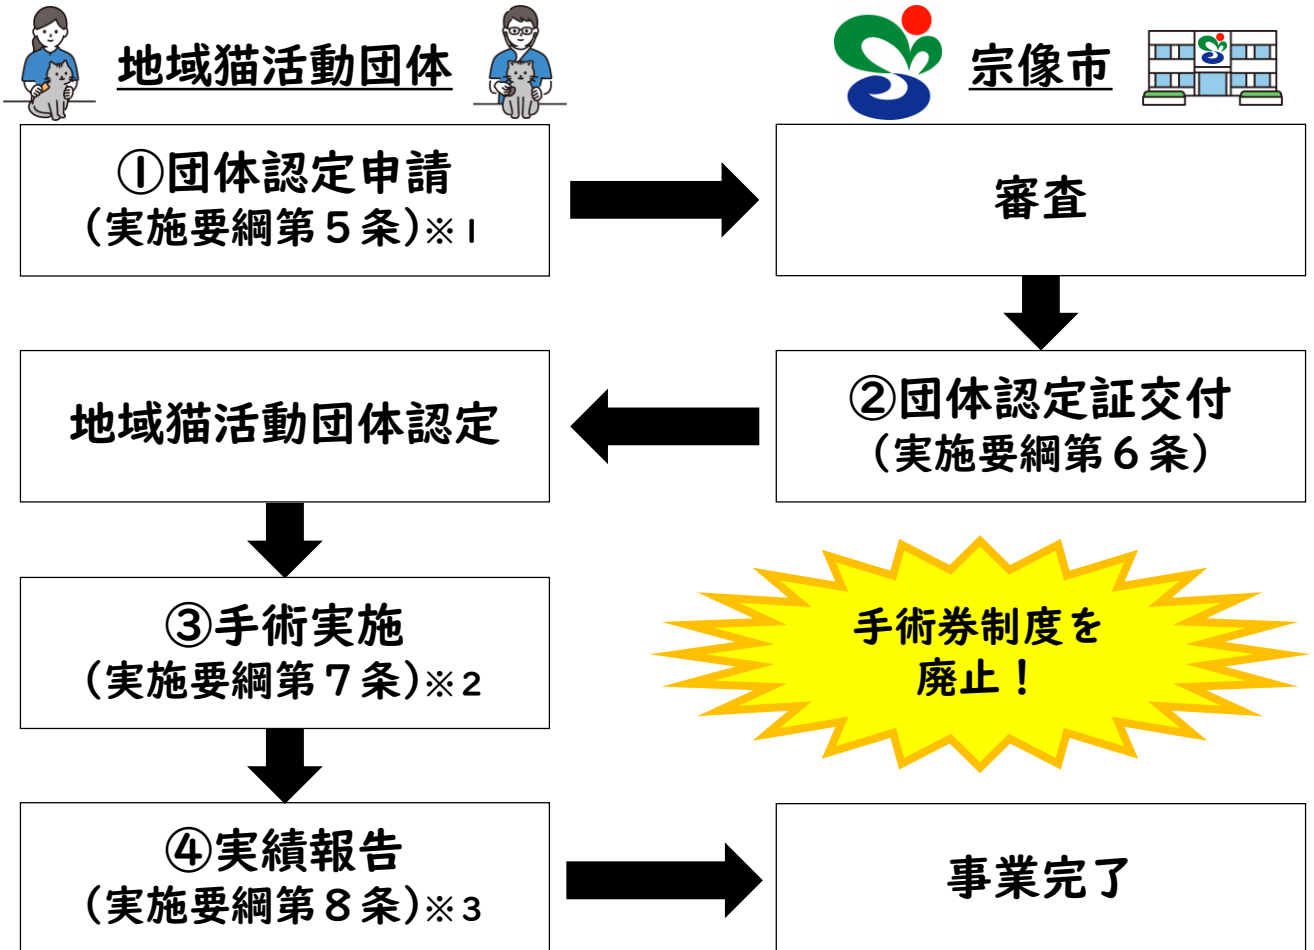 地域猫活動団体
宗像市
①団体認定申請
(実施要綱第5条)※1
審査
地域猫活動団体認定
②団体認定証交付
(実施要綱第6条)
③手術実施
(実施要綱第7条)※2
手術券制度を
廃止!
④実績報告
(実施要綱第8条)※3
事業完了